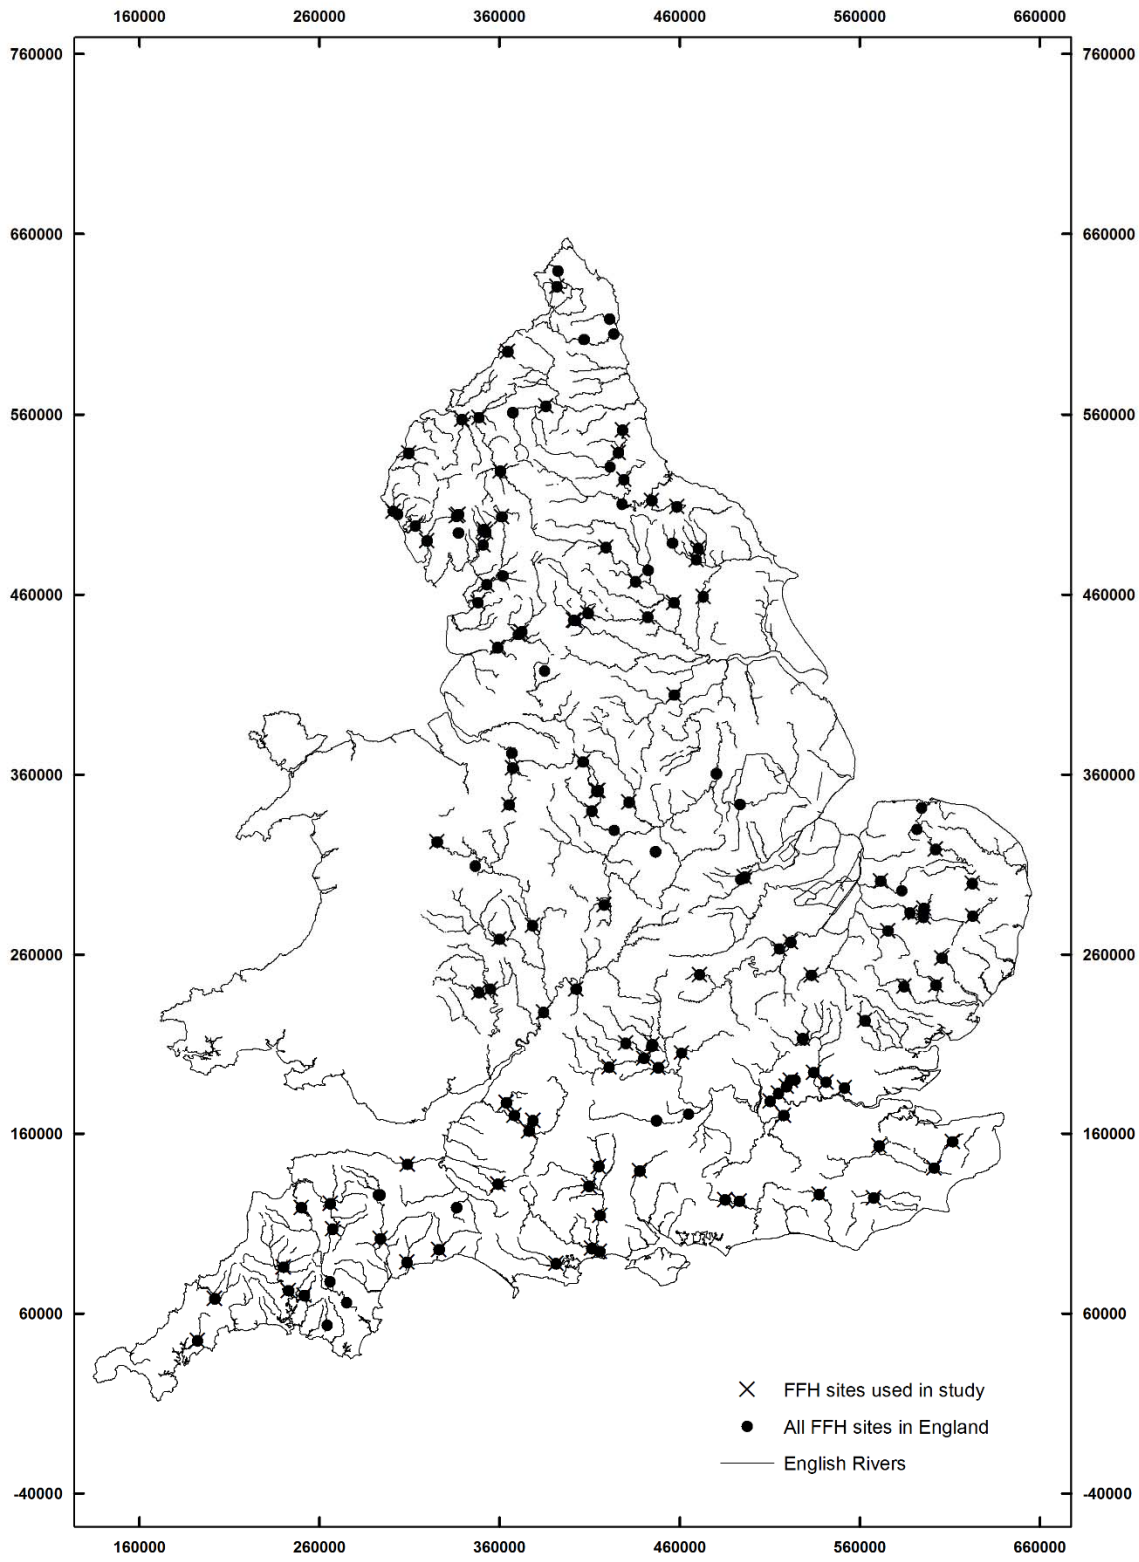 160000 260000 360000 460000 560000 660000
760000 760000
660000 660000
560000 560000
460000 460000
360000 360000
260000 260000
160000 160000
60000 60000
FFH sites used in study
All FFH sites in England
English Rivers
-40000 -40000
160000 260000 360000 460000 560000 660000